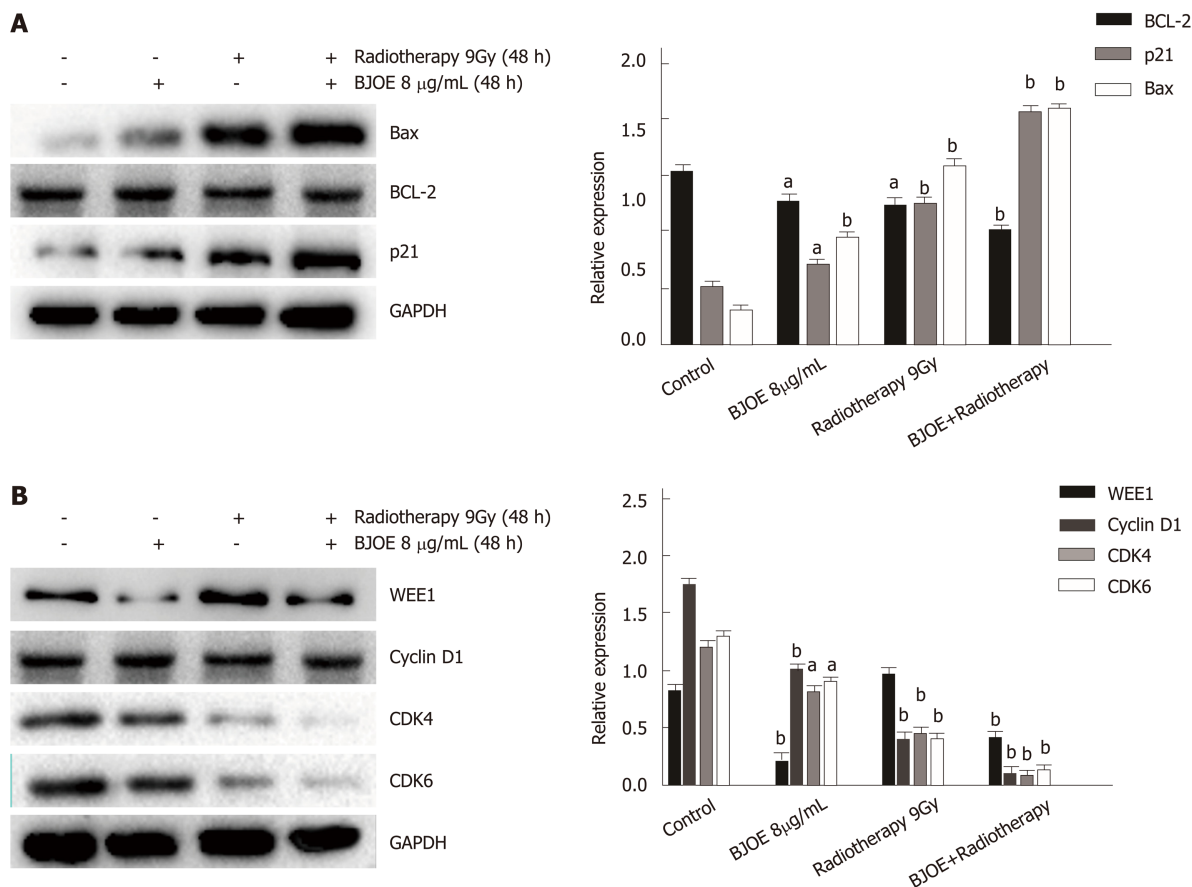 A
- - + + Radiotherapy 9Gy (48 h)
- + - + BJOE 8 μg/mL (48 h)
Bax
BCL-2
p21
GAPDH
BCL-2
p21
Bax
2.0
1.5
1.0
0.5
0.0
Relative expression
a a b
b a b b b b b
Control
BJOE 8μg/mL
Radiotherapy 9Gy
BJOE+Radiotherapy
B
- - + + Radiotherapy 9Gy (48 h)
- + - + BJOE 8 μg/mL (48 h)
WEE1
Cyclin D1
CDK4
CDK6
GAPDH
WEE1
Cyclin D1
CDK4
CDK6
2.5
2.0
1.5
1.0
0.5
0.0
Relative expression
b b a a
b b b
b b b b
Control
BJOE 8μg/mL
Radiotherapy 9Gy
BJOE+Radiotherapy